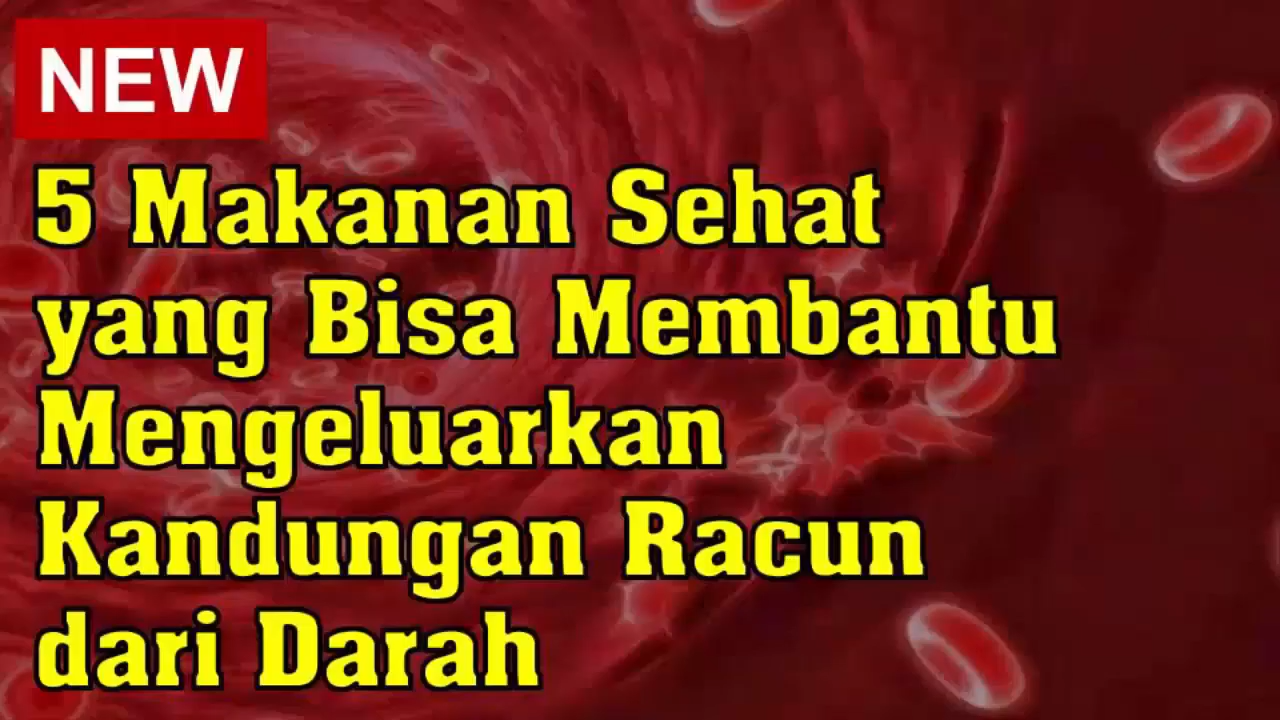 NEW
5 Makanan Sehat
yang Bisa Membantu
Mengeluarkan
Kandungan Racun
dari Darah